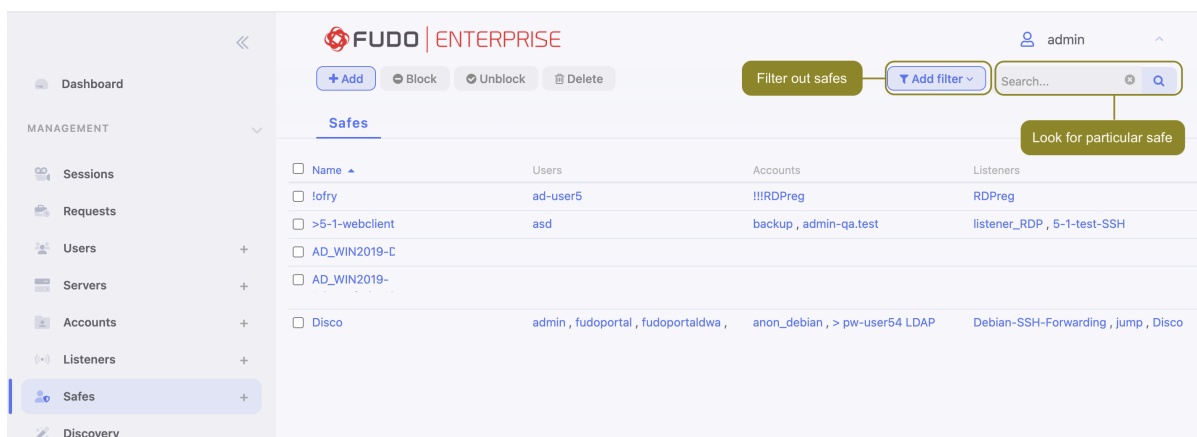 FUDO ENTERPRISE
admin
+ Add Block Unblock Delete
Filter out safes
Add filter
Search...
Look for particular safe
Dashboard
MANAGEMENT
Sessions
Requests
Users +
Servers +
Accounts +
Listeners +
Safes +
Discovery
Safes
Name Users Accounts Listeners
!ofry ad-user5 !!!RDPreg RDPreg
>5-1-webclient asd backup , admin-qa.test listener_RDP , 5-1-test-SSH
AD_WIN2019-D
AD_WIN2019-
Disco admin , fudoportal , fudoportaldwa , anon_debian , > pw-user54 LDAP Debian-SSH-Forwarding , jump , Disco